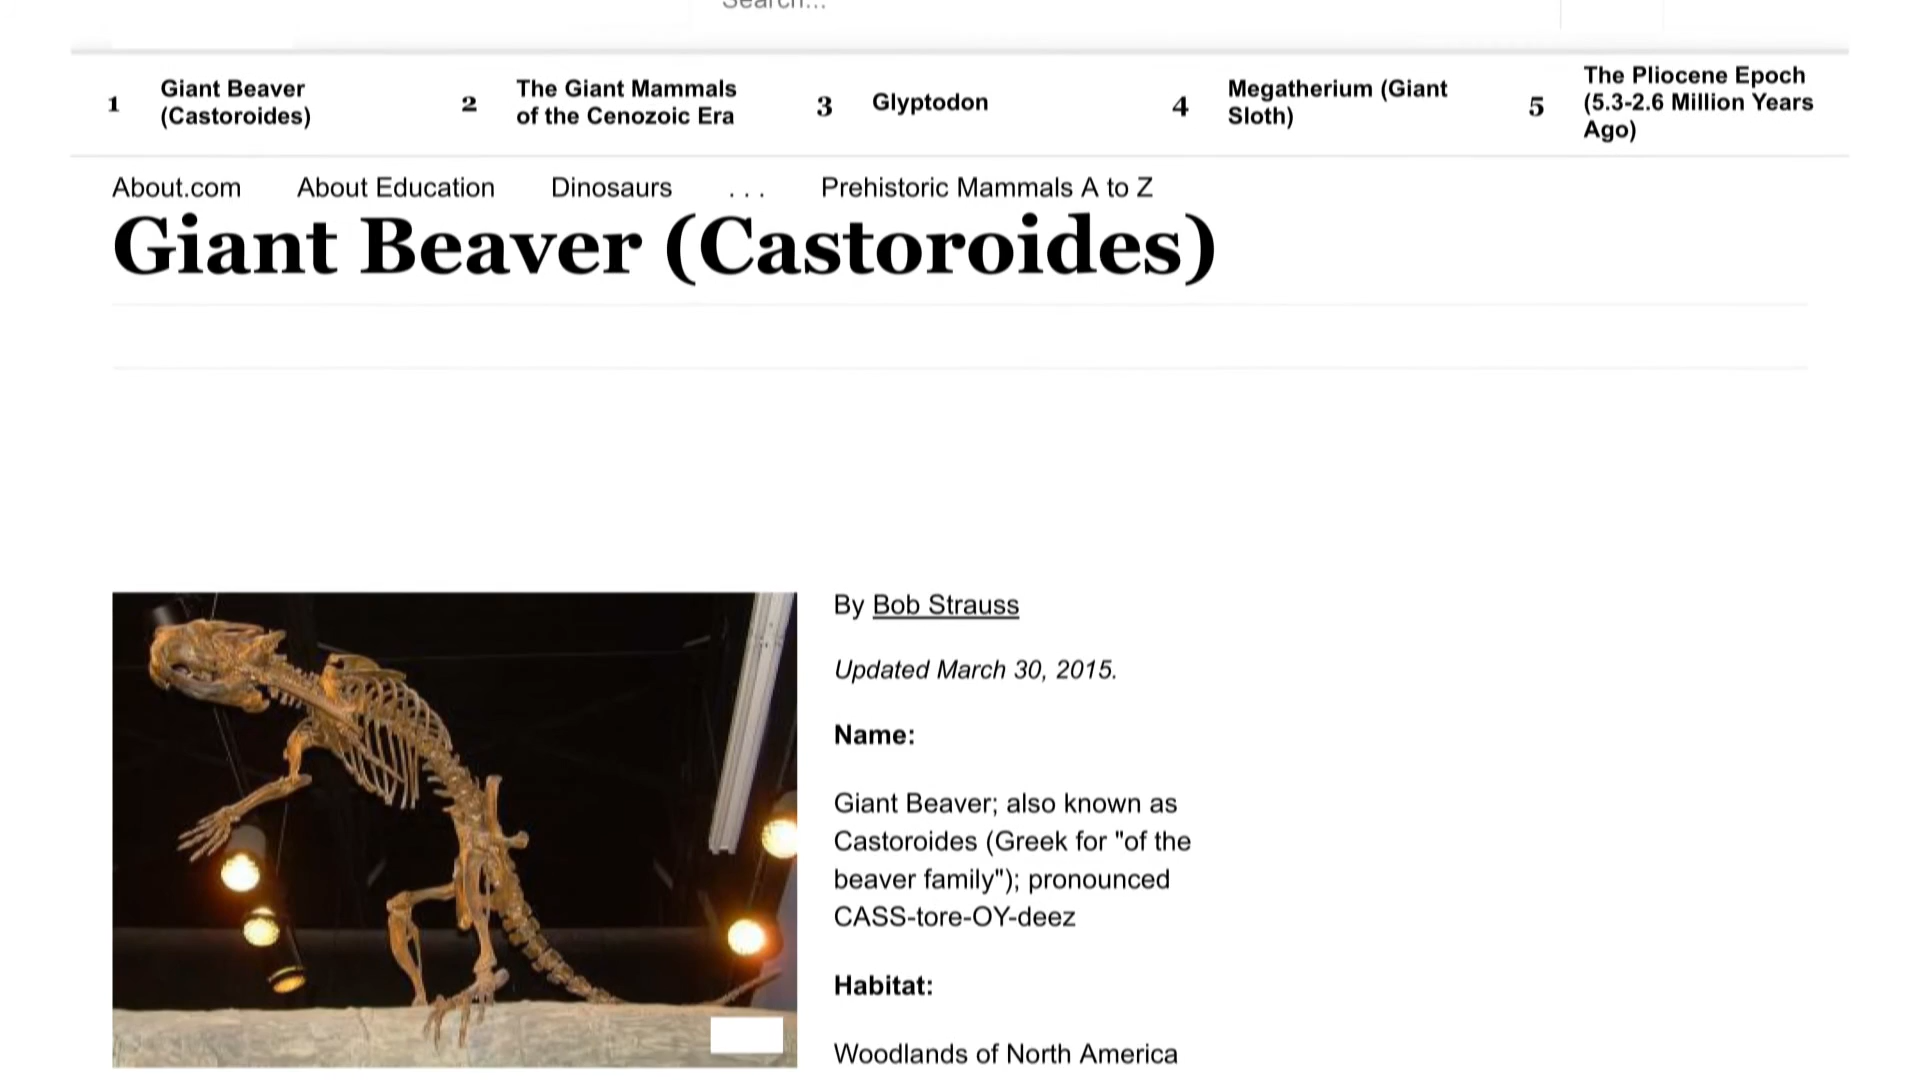 Search...
1 Giant Beaver
(Castoroides)
2 The Giant Mammals
of the Cenozoic Era
3 Glyptodon
4 Megatherium (Giant
Sloth)
5 The Pliocene Epoch
(5.3-2.6 Million Years
Ago)
About.com About Education Dinosaurs ... Prehistoric Mammals A to Z
Giant Beaver (Castoroides)
By Bob Strauss
Updated March 30, 2015.
Name:
Giant Beaver; also known as
Castoroides (Greek for "of the
beaver family"); pronounced
CASS-tore-OY-deez
Habitat:
Woodlands of North America